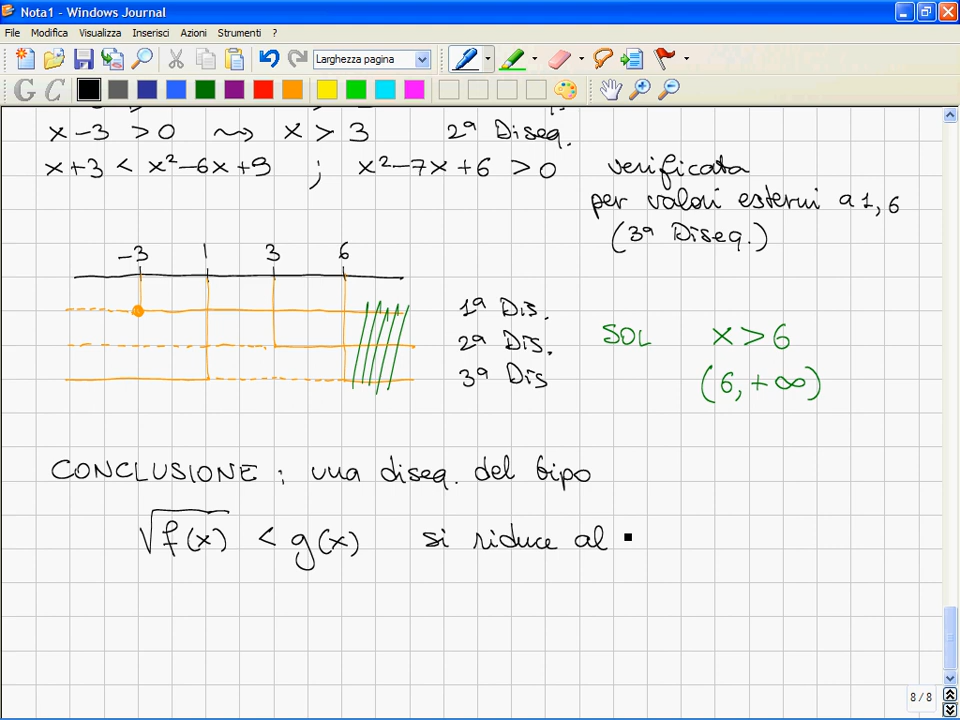 Nota1 - Windows Journal
File Modifica Visualizza Inserisci Azioni Strumenti ?
Larghezza pagina
G C
x-3 >0 ⇝ x > 3 2ª Diseq.
x+3 < x²-6x+9 ; x²-7x+6 >0 verificata
per valori esterni a 1, 6
(3ª Diseq.)
-3 1 3 6
1ª Dis.
2ª Dis.
3ª Dis
SOL x > 6
(6, +∞)
CONCLUSIONE : una diseq. del tipo
√f(x) < g(x) si riduce al
8 / 8